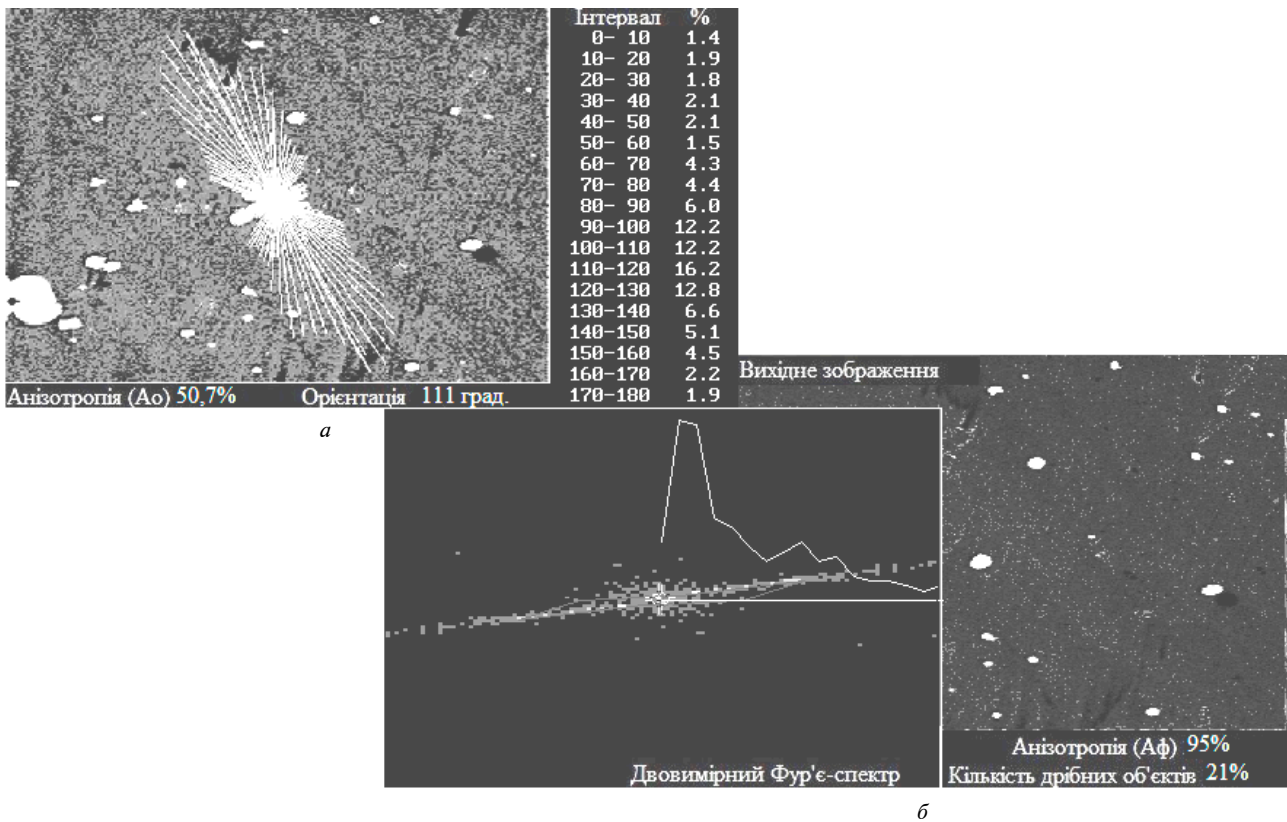 Інтервал %
0- 10 1.4
10- 20 1.9
20- 30 1.8
30- 40 2.1
40- 50 2.1
50- 60 1.5
60- 70 4.3
70- 80 4.4
80- 90 6.0
90-100 12.2
100-110 12.2
110-120 16.2
120-130 12.8
130-140 6.6
140-150 5.1
150-160 4.5
160-170 2.2
170-180 1.9
Анізотропія (Ао) 50,7% Орієнтація 111 град.
а
Вихідне зображення
Двовимірний Фур'є-спектр
Анізотропія (Аф) 95%
Кількість дрібних об'єктів 21%
б